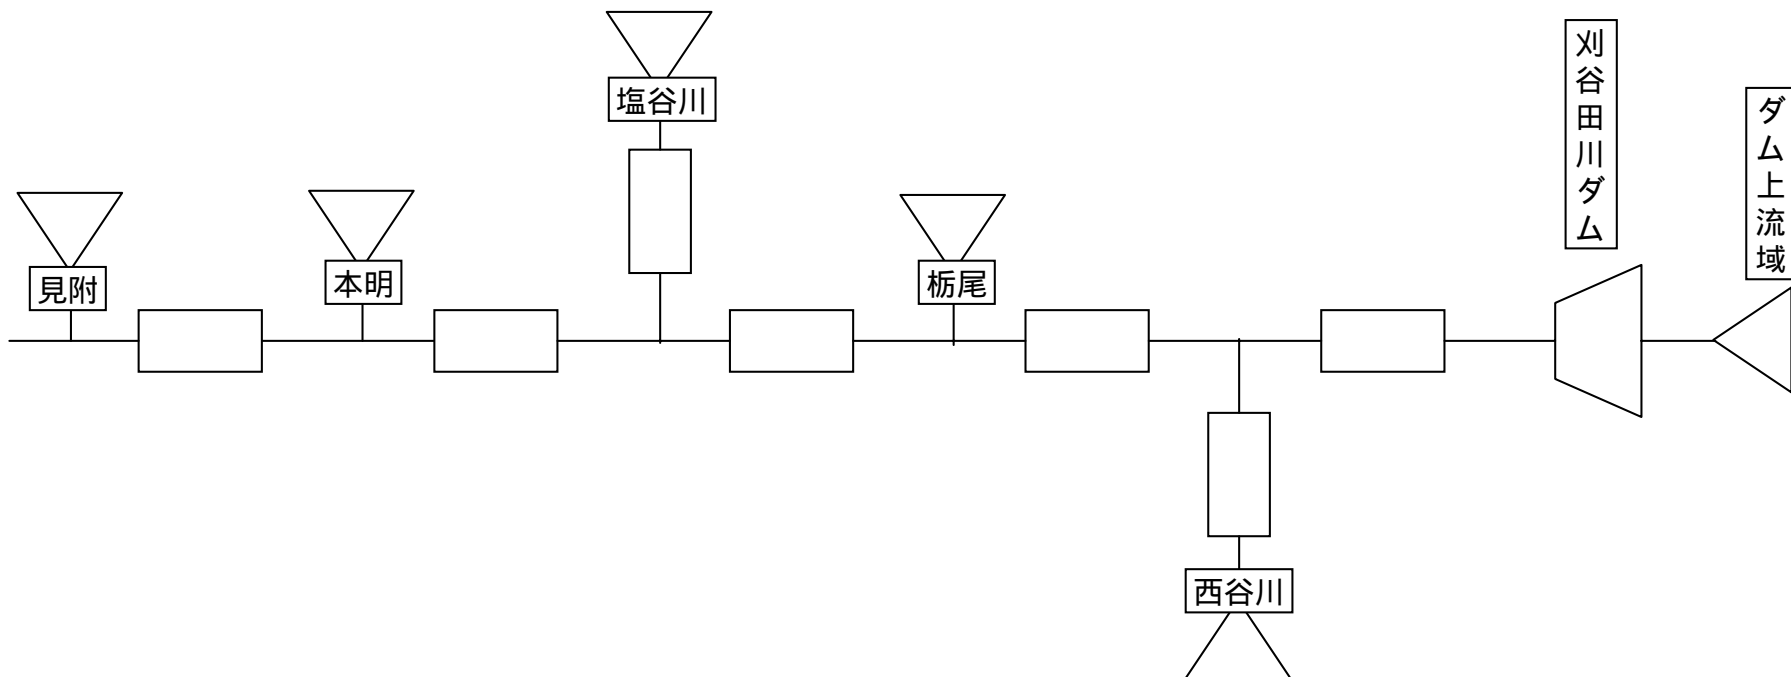 塩谷川
刈谷田川ダム
ダム上流域
見附
本明
栃尾
西谷川